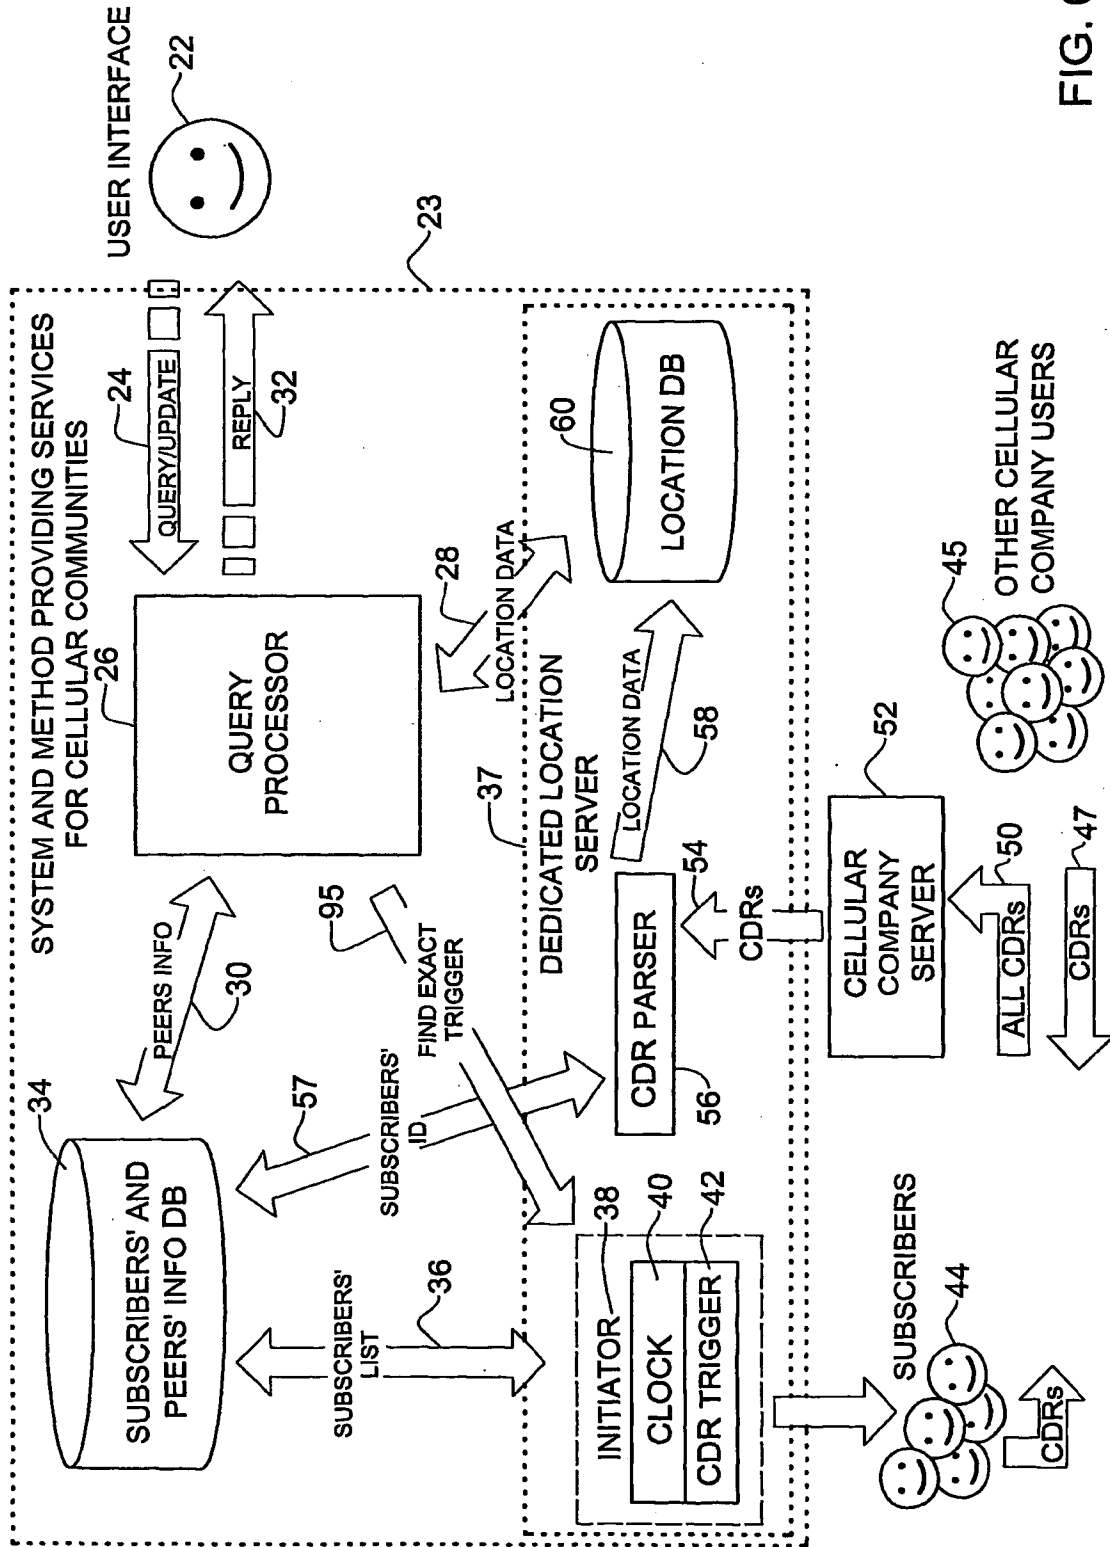 SYSTEM AND METHOD PROVIDING SERVICES
FOR CELLULAR COMMUNITIES
USER INTERFACE
22
34
SUBSCRIBERS' AND
PEERS' INFO DB
PEERS INFO
30
26
QUERY
PROCESSOR
24
QUERY/UPDATE
REPLY
32
23
SUBSCRIBERS'
LIST
36
57
SUBSCRIBERS'
ID
95
FIND EXACT
TRIGGER
28
LOCATION DATA
37
DEDICATED LOCATION
SERVER
INITIATOR
38
CLOCK
40
CDR TRIGGER
42
CDR PARSER
56
LOCATION DATA
58
60
LOCATION DB
54
CDRs
SUBSCRIBERS
44
CDRs
CELLULAR
COMPANY
SERVER
52
ALL CDRs
50
CDRs
47
45
OTHER CELLULAR
COMPANY USERS
FIG.